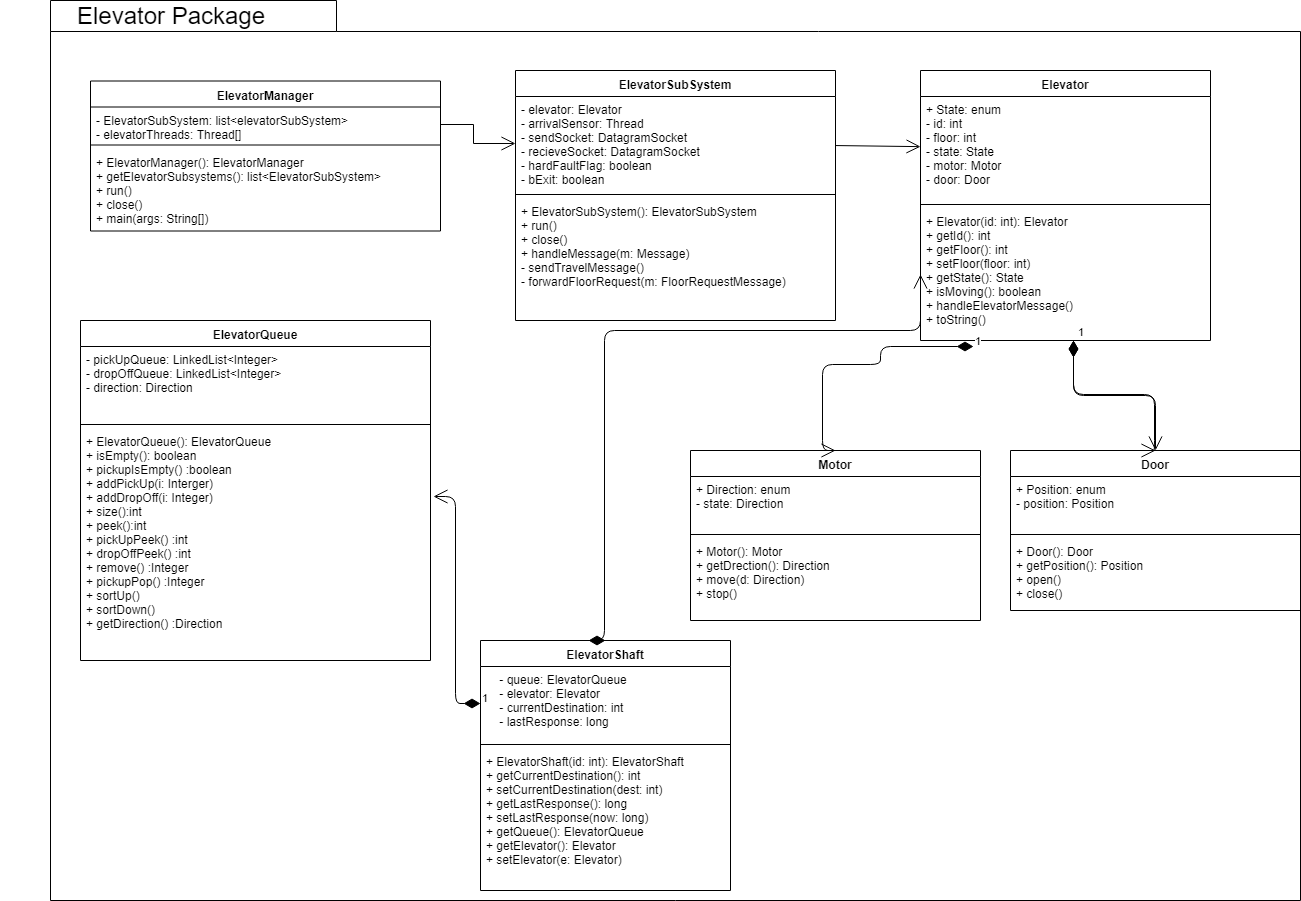 Elevator Package
ElevatorManager
- ElevatorSubSystem: list<elevatorSubSystem>
- elevatorThreads: Thread[]
+ ElevatorManager(): ElevatorManager
+ getElevatorSubsystems(): list<ElevatorSubSystem>
+ run()
+ close()
+ main(args: String[])
ElevatorSubSystem
- elevator: Elevator
- arrivalSensor: Thread
- sendSocket: DatagramSocket
- recieveSocket: DatagramSocket
- hardFaultFlag: boolean
- bExit: boolean
+ ElevatorSubSystem(): ElevatorSubSystem
+ run()
+ close()
+ handleMessage(m: Message)
- sendTravelMessage()
- forwardFloorRequest(m: FloorRequestMessage)
Elevator
+ State: enum
- id: int
- floor: int
- state: State
- motor: Motor
- door: Door
+ Elevator(id: int): Elevator
+ getId(): int
+ getFloor(): int
+ setFloor(floor: int)
+ getState(): State
+ isMoving(): boolean
+ handleElevatorMessage()
+ toString()
1
1
ElevatorQueue
- pickUpQueue: LinkedList<Integer>
- dropOffQueue: LinkedList<Integer>
- direction: Direction
+ ElevatorQueue(): ElevatorQueue
+ isEmpty(): boolean
+ pickupIsEmpty() :boolean
+ addPickUp(i: Interger)
+ addDropOff(i: Integer)
+ size():int
+ peek():int
+ pickUpPeek() :int
+ dropOffPeek() :int
+ remove() :Integer
+ pickupPop() :Integer
+ sortUp()
+ sortDown()
+ getDirection() :Direction
Motor
+ Direction: enum
- state: Direction
+ Motor(): Motor
+ getDrection(): Direction
+ move(d: Direction)
+ stop()
Door
+ Position: enum
- position: Position
+ Door(): Door
+ getPosition(): Position
+ open()
+ close()
1
ElevatorShaft
- queue: ElevatorQueue
- elevator: Elevator
- currentDestination: int
- lastResponse: long
+ ElevatorShaft(id: int): ElevatorShaft
+ getCurrentDestination(): int
+ setCurrentDestination(dest: int)
+ getLastResponse(): long
+ setLastResponse(now: long)
+ getQueue(): ElevatorQueue
+ getElevator(): Elevator
+ setElevator(e: Elevator)